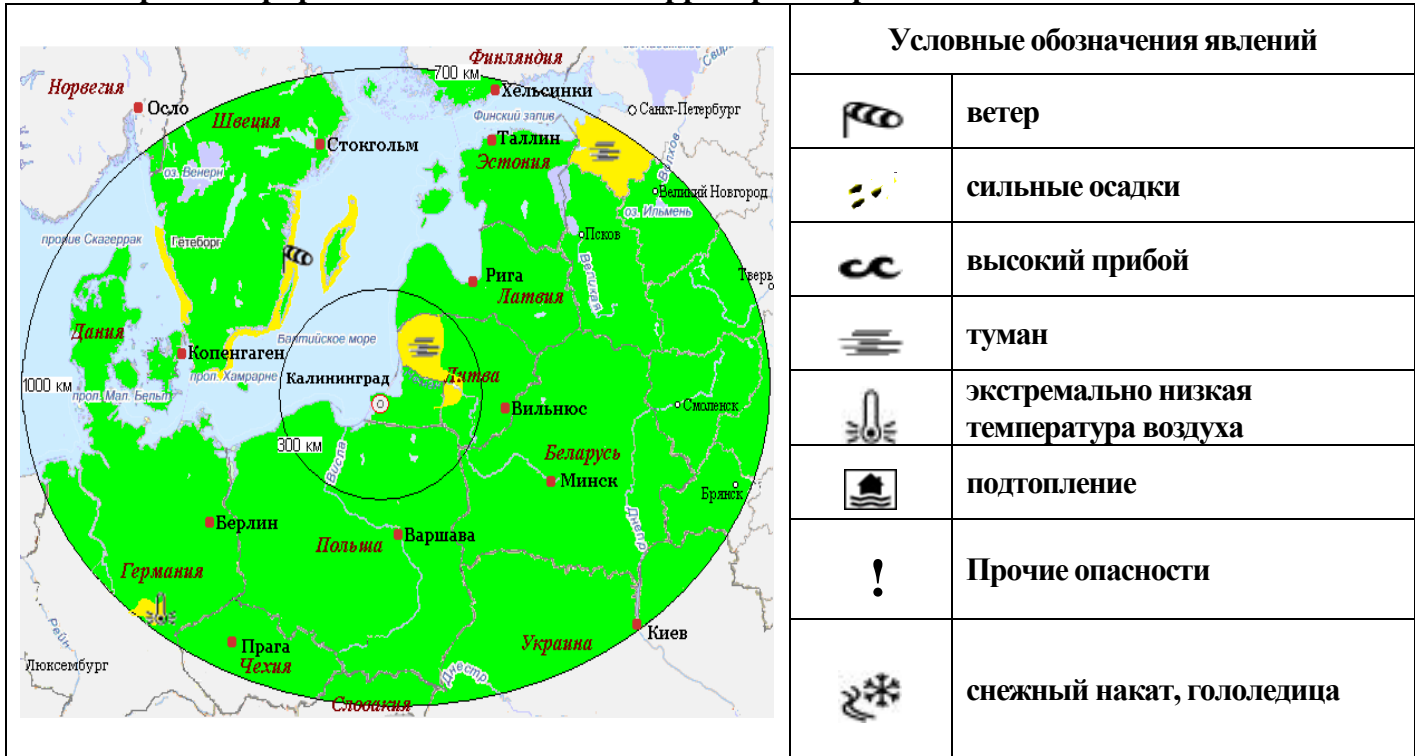 Финляндия
700 км
Норвегия
Хельсинки
Осло
Санкт-Петербург
Швеция
Финский залив
Таллин
Стокгольм
Эстония
Волхов
оз. Венерн
Великий Новгород
оз. Ильмень
пролив Скагеррак
Гетеборг
Псков
Великая
Тверь
Рига
Латвия
Дания
Балтийское море
Копенгаген
Калининград
Литва
1000 км
проп. Хамрарне
проп. Мал. Бельт
Вильнюс
Смоленск
300 км
Висла
Беларусь
Минск
Брянск
Берлин
Днепр
Варшава
Польша
Германия
Рейн
Киев
Украина
Прага
Чехия
Люксембург
Днестр
Словакия
Условные обозначения явлений
ветер
сильные осадки
высокий прибой
туман
экстремально низкая
температура воздуха
подтопление
!
Прочие опасности
снежный накат, гололедица